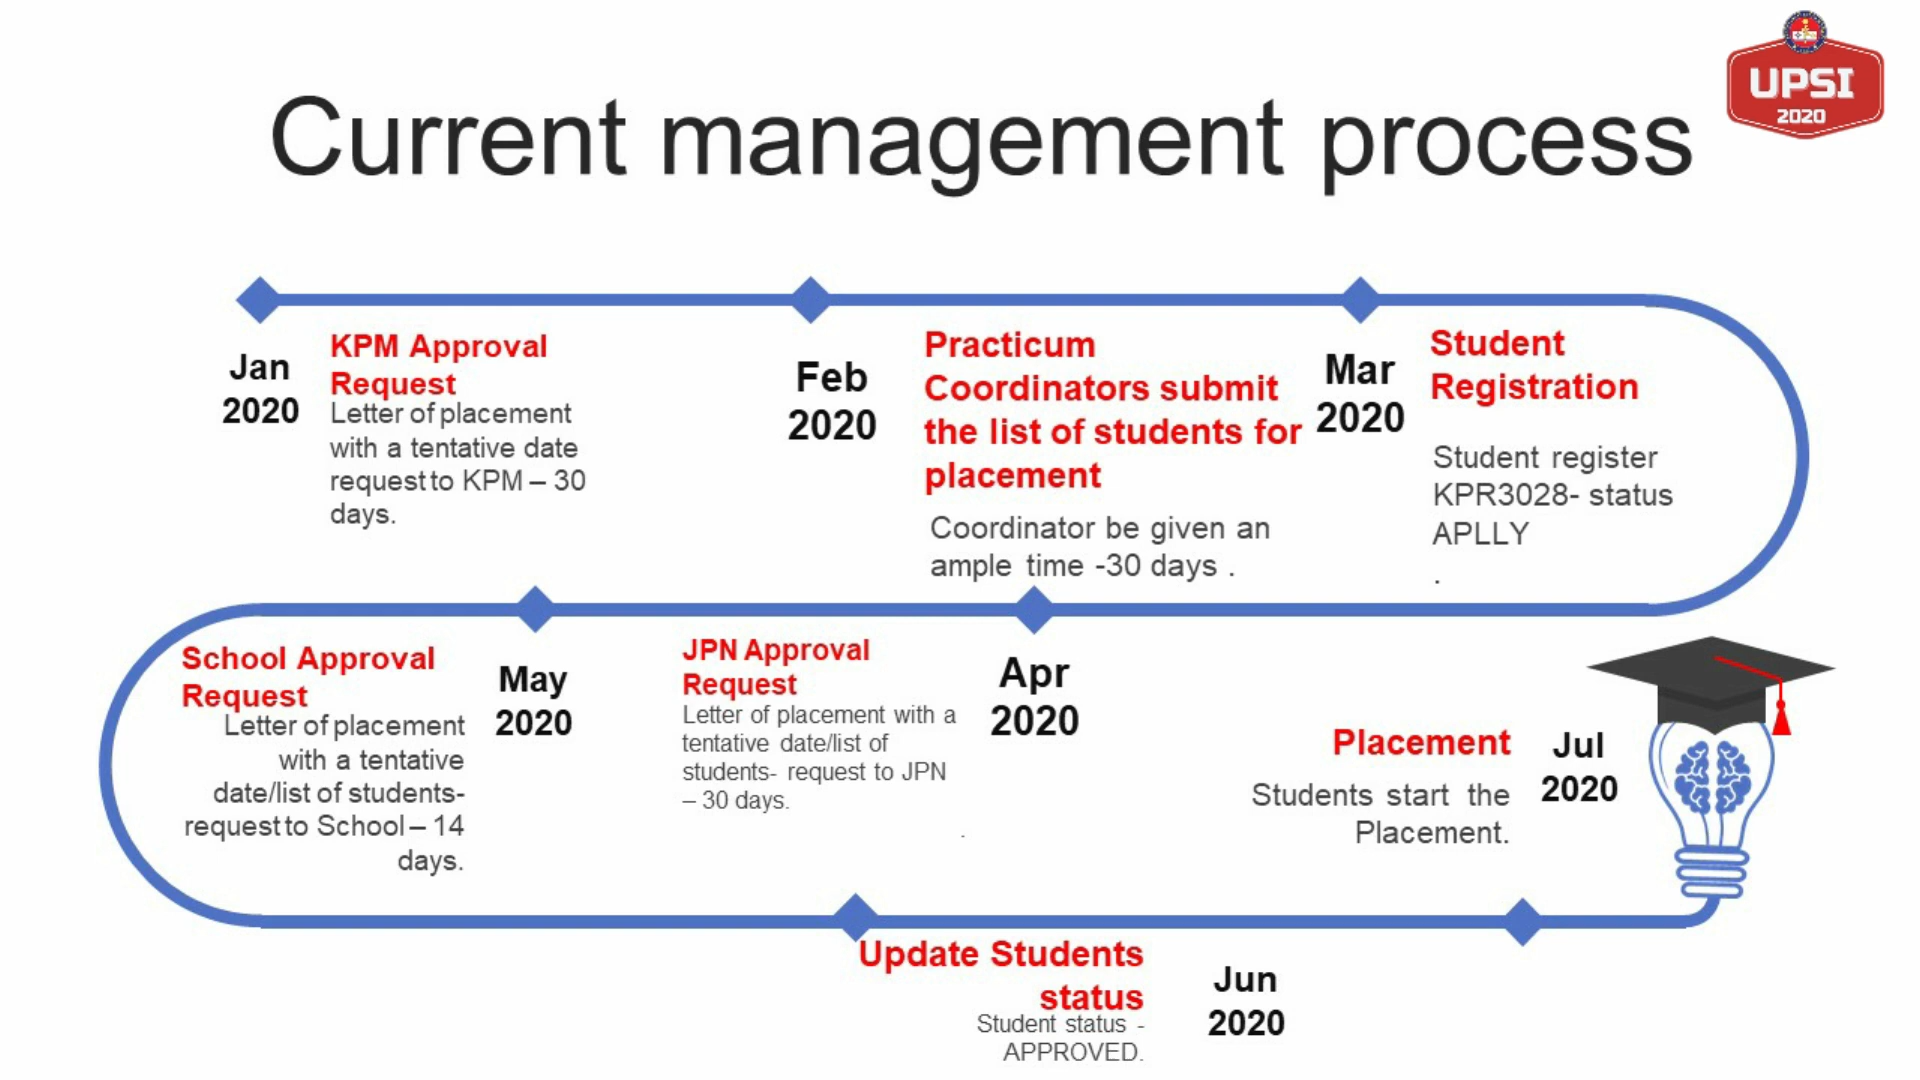 UPSI
2020
Current management process
Jan
2020
KPM Approval
Request
Letter of placement
with a tentative date
request to KPM – 30
days.
Feb
2020
Practicum
Coordinators submit
the list of students for
placement
Coordinator be given an
ample time -30 days .
Mar
2020
Student
Registration
Student register
KPR3028- status
APLLY
.
Apr
2020
JPN Approval
Request
Letter of placement with a
tentative date/list of
students- request to JPN
– 30 days.
.
May
2020
School Approval
Request
Letter of placement
with a tentative
date/list of students-
request to School – 14
days.
Update Students
status
Student status -
APPROVED.
Jun
2020
Placement
Students start the
Placement.
Jul
2020